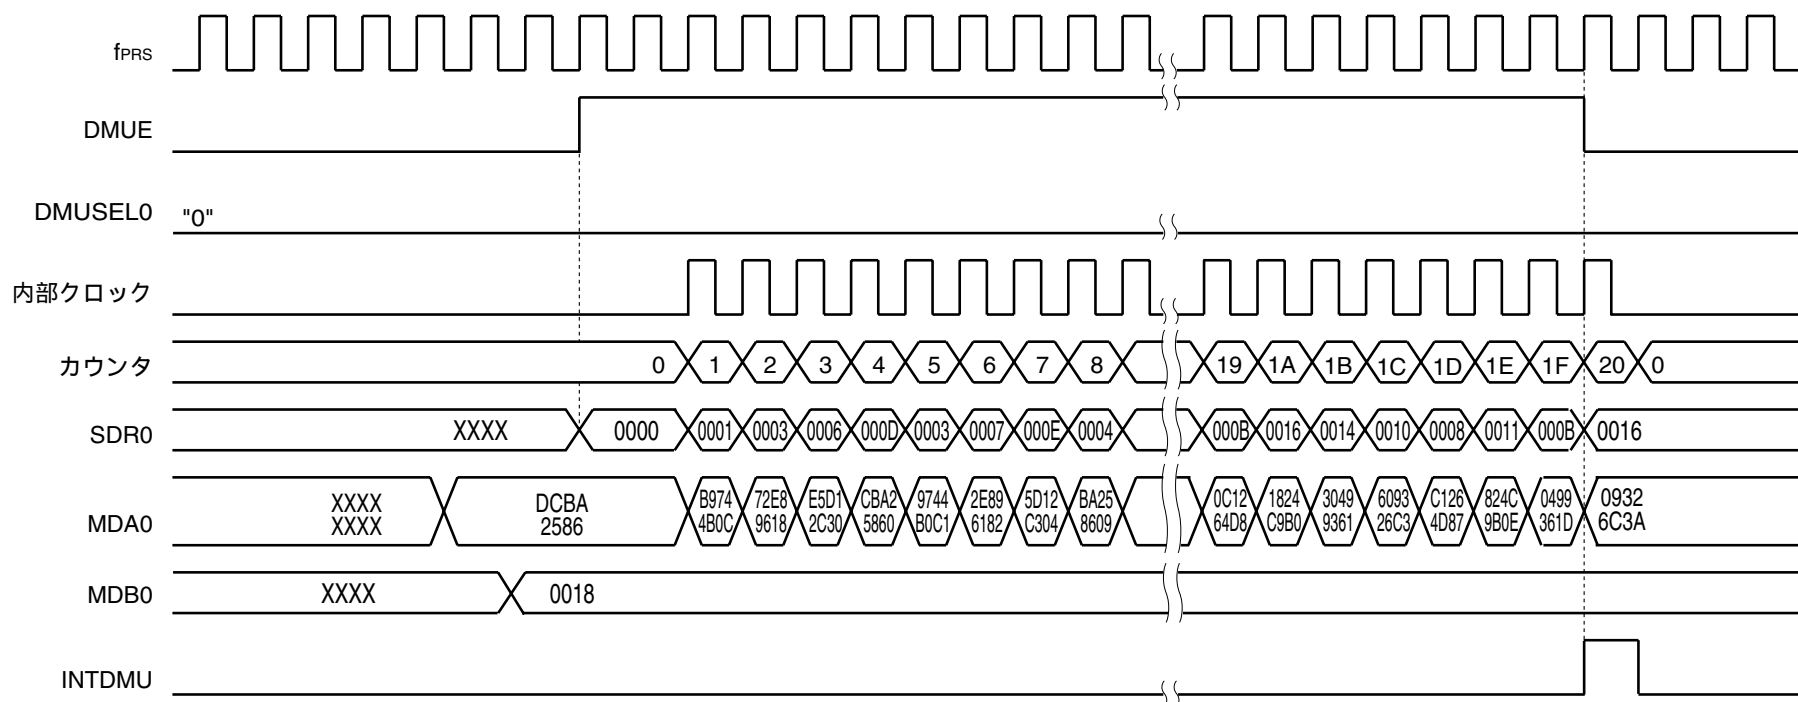 fPRS
DMUE
DMUSEL0 "0"
内部クロック
カウンタ 0 1 2 3 4 5 6 7 8 19 1A 1B 1C 1D 1E 1F 20 0
SDR0 XXXX 0000 0001 0003 0006 000D 0003 0007 000E 0004 000B 0016 0014 0010 0008 0011 000B 0016
XXXX DCBA B974 72E8 E5D1 CBA2 9744 2E89 5D12 BA25 0C12 1824 3049 6093 C126 824C 0499 0932
MDA0 XXXX 2586 4B0C 9618 2C30 5860 B0C1 6182 C304 8609 64D8 C9B0 9361 26C3 4D87 9B0E 361D 6C3A
MDB0 XXXX 0018
INTDMU